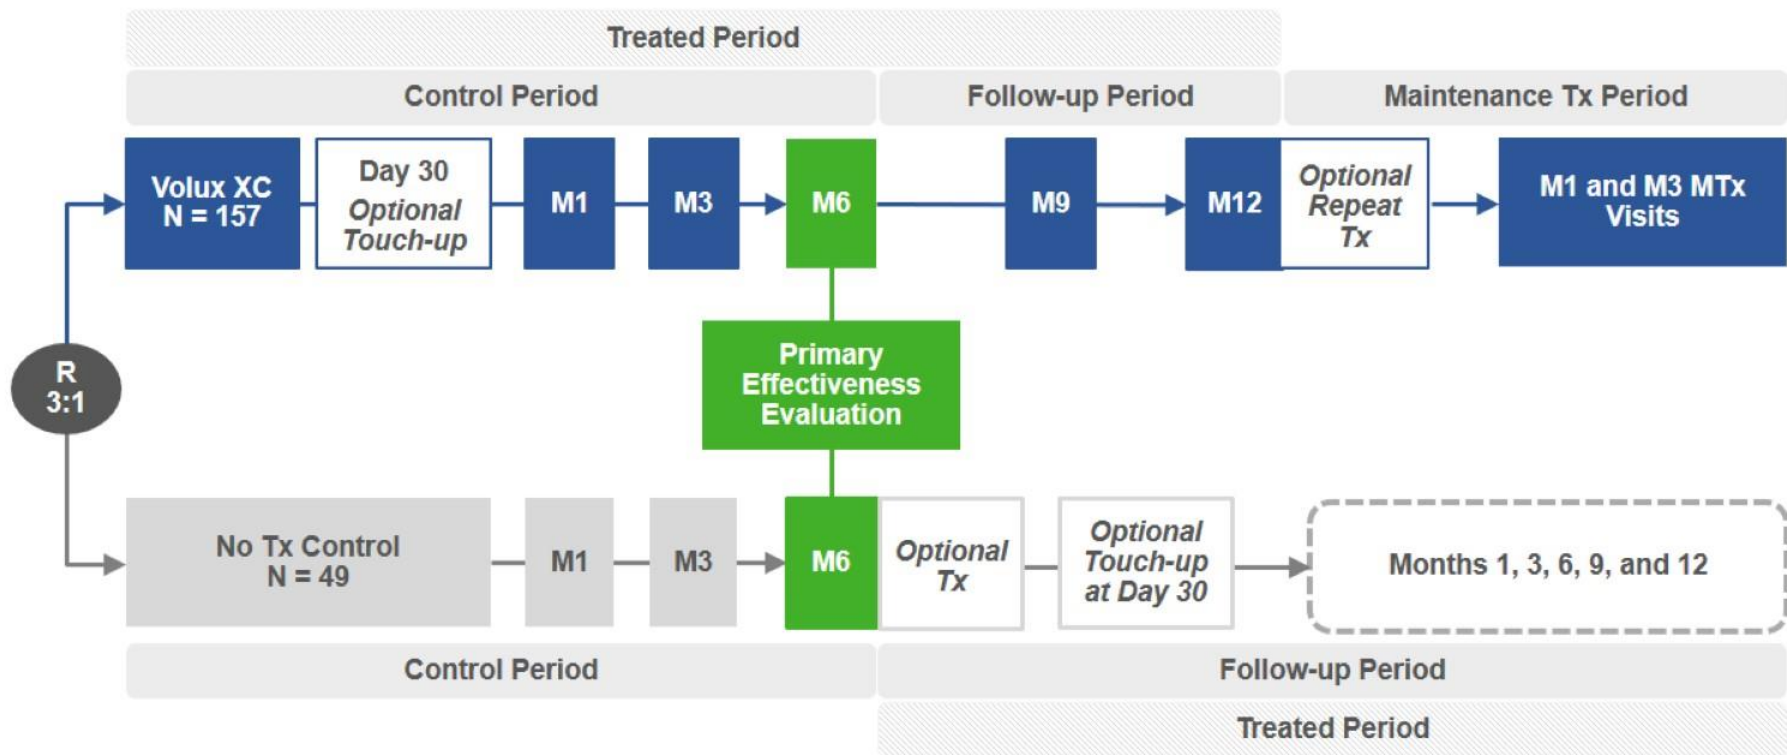 Treated Period
Control Period
Follow-up Period
Maintenance Tx Period
Volux XC
N = 157
Day 30
Optional
Touch-up
M1
M3
M6
M9
M12
Optional
Repeat
Tx
M1 and M3 MTx
Visits
R
3:1
Primary
Effectiveness
Evaluation
No Tx Control
N = 49
M1
M3
M6
Optional
Tx
Optional
Touch-up
at Day 30
Months 1, 3, 6, 9, and 12
Control Period
Follow-up Period
Treated Period